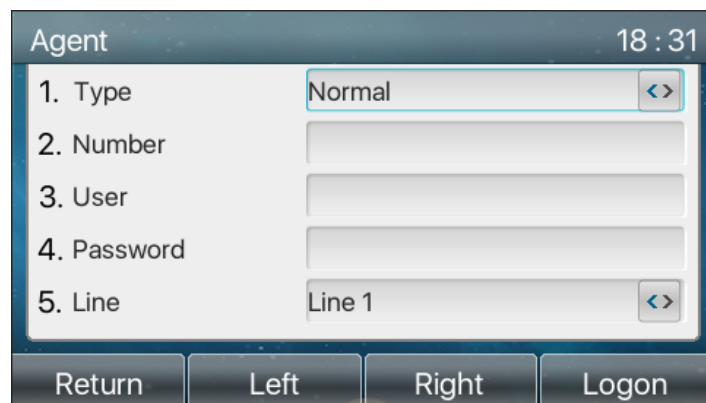 Agent 18 : 31
1. Type Normal
2. Number
3. User
4. Password
5. Line Line 1
Return Left Right Logon